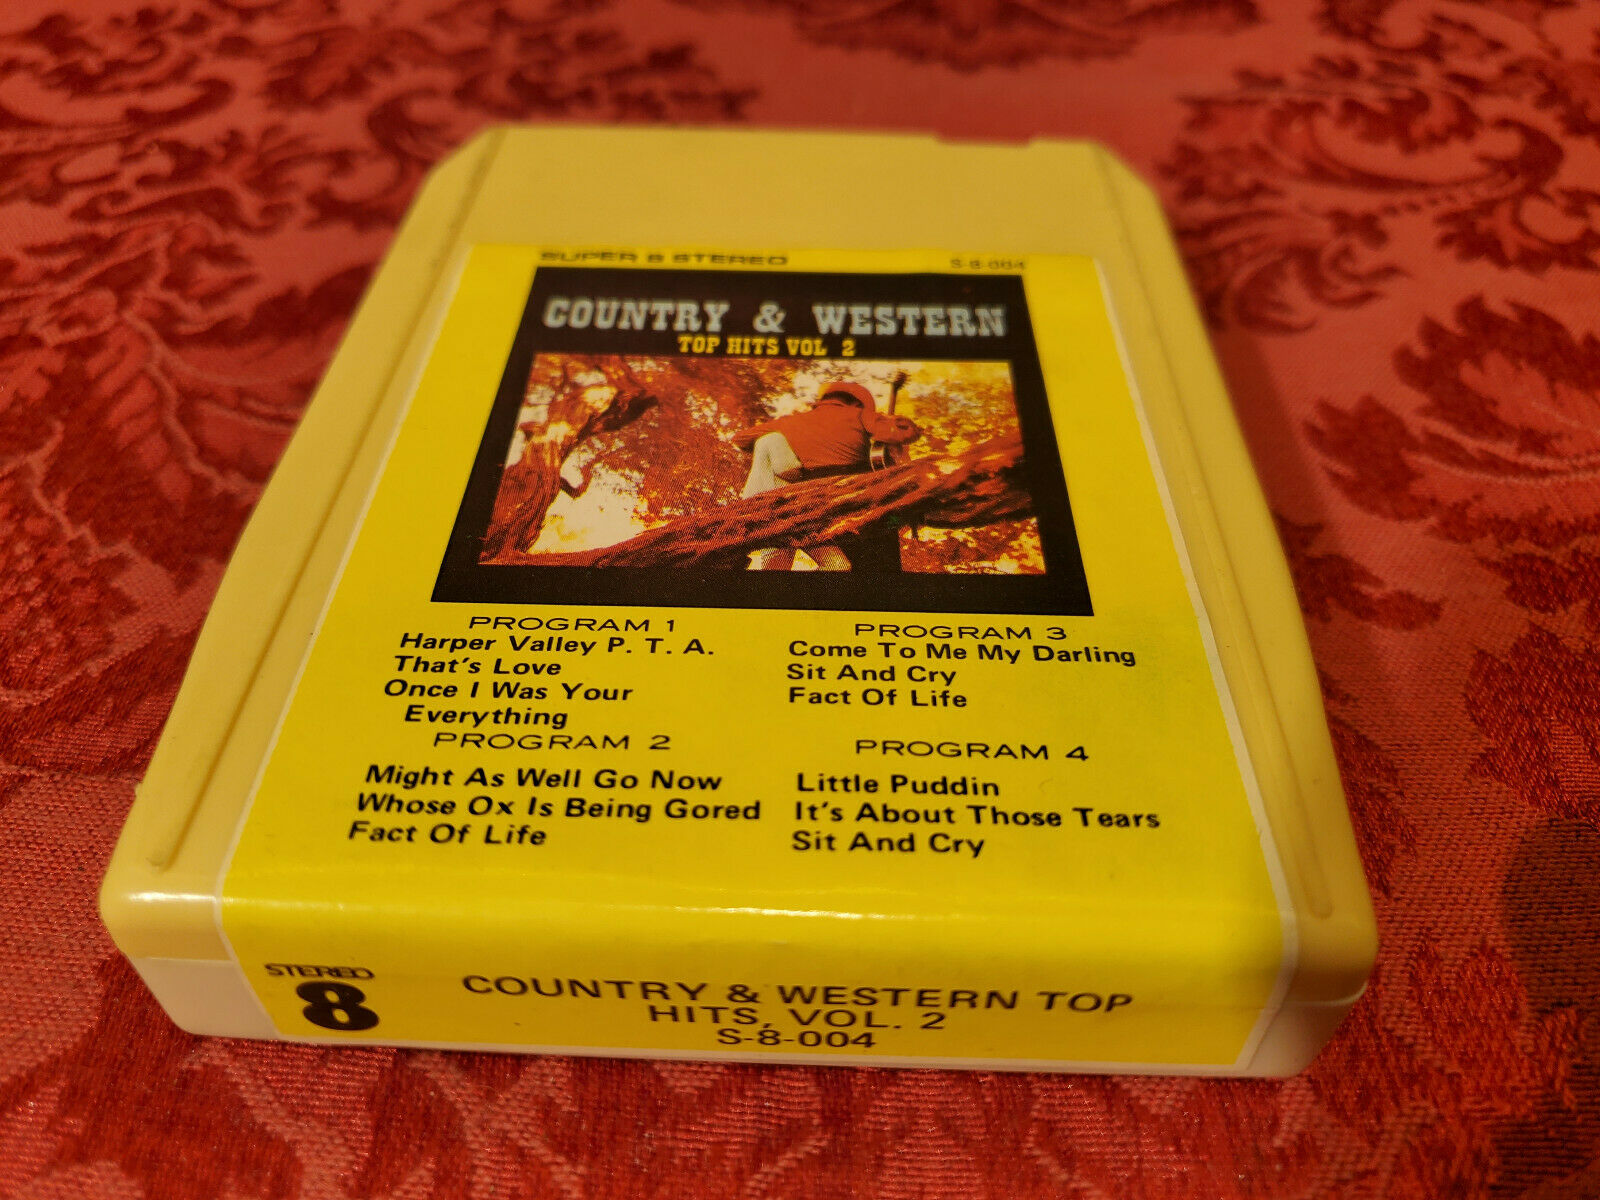 SUPER 8 STEREO S-8-004
COUNTRY & WESTERN
TOP HITS VOL 2
PROGRAM 1
Harper Valley P. T. A.
That's Love
Once I Was Your
Everything
PROGRAM 2
Might As Well Go Now
Whose Ox Is Being Gored
Fact Of Life
PROGRAM 3
Come To Me My Darling
Sit And Cry
Fact Of Life
PROGRAM 4
Little Puddin
It's About Those Tears
Sit And Cry
STEREO
8
COUNTRY & WESTERN TOP
HITS, VOL. 2
S-8-004